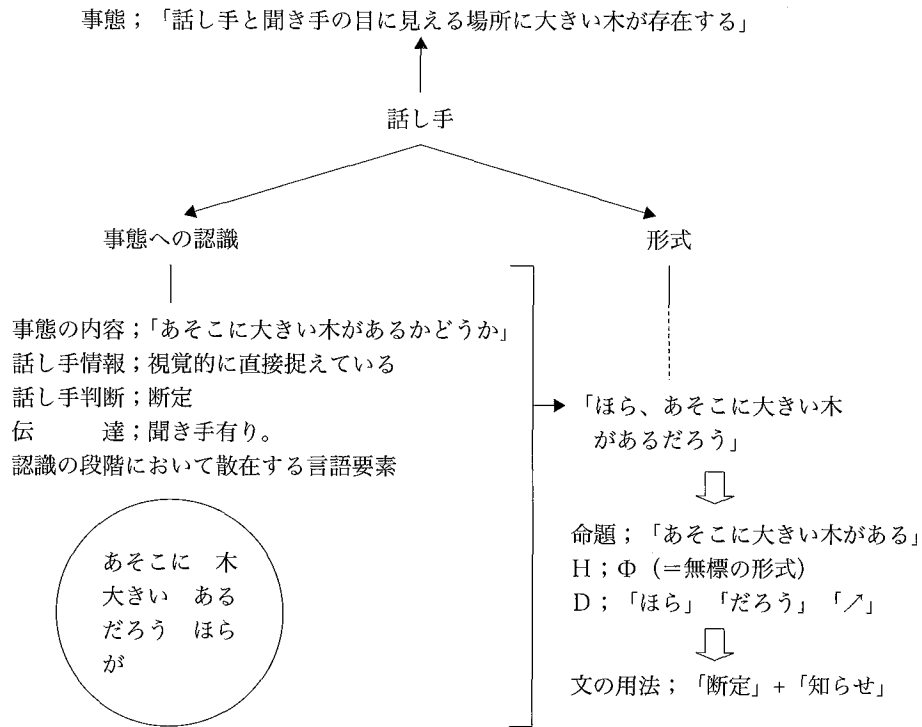 事態；「話し手と聞き手の目に見える場所に大きい木が存在する」
話し手
事態への認識
形式
事態の内容；「あそこに大きい木があるかどうか」
話し手情報；視覚的に直接捉えている
話し手判断；断定
伝　　達；聞き手有り。
認識の段階において散在する言語要素
あそこに　木
大きい　ある
だろう　ほら
が
「ほら、あそこに大きい木
があるだろう」
命題；「あそこに大きい木がある」
H；Φ（＝無標の形式）
D；「ほら」「だろう」「↗」
文の用法；「断定」+「知らせ」